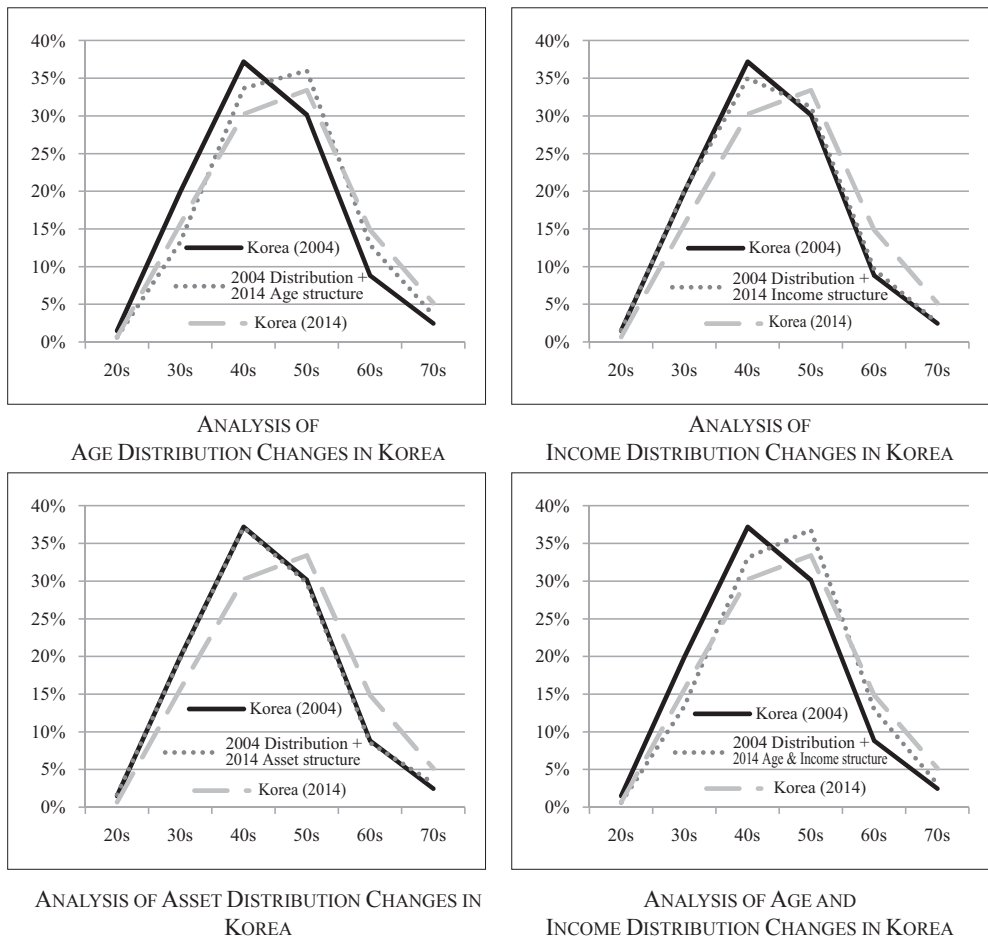 40%
35%
30%
25%
20%
15%
10%
5%
0%
Korea (2004)
2004 Distribution +
2014 Age structure
Korea (2014)
20s 30s 40s 50s 60s 70s
ANALYSIS OF
AGE DISTRIBUTION CHANGES IN KOREA
40%
35%
30%
25%
20%
15%
10%
5%
0%
Korea (2004)
2004 Distribution +
2014 Income structure
Korea (2014)
20s 30s 40s 50s 60s 70s
ANALYSIS OF
INCOME DISTRIBUTION CHANGES IN KOREA
40%
35%
30%
25%
20%
15%
10%
5%
0%
Korea (2004)
2004 Distribution +
2014 Asset structure
Korea (2014)
20s 30s 40s 50s 60s 70s
ANALYSIS OF ASSET DISTRIBUTION CHANGES IN
KOREA
40%
35%
30%
25%
20%
15%
10%
5%
0%
Korea (2004)
2004 Distribution +
2014 Age & Income structure
Korea (2014)
20s 30s 40s 50s 60s 70s
ANALYSIS OF AGE AND
INCOME DISTRIBUTION CHANGES IN KOREA